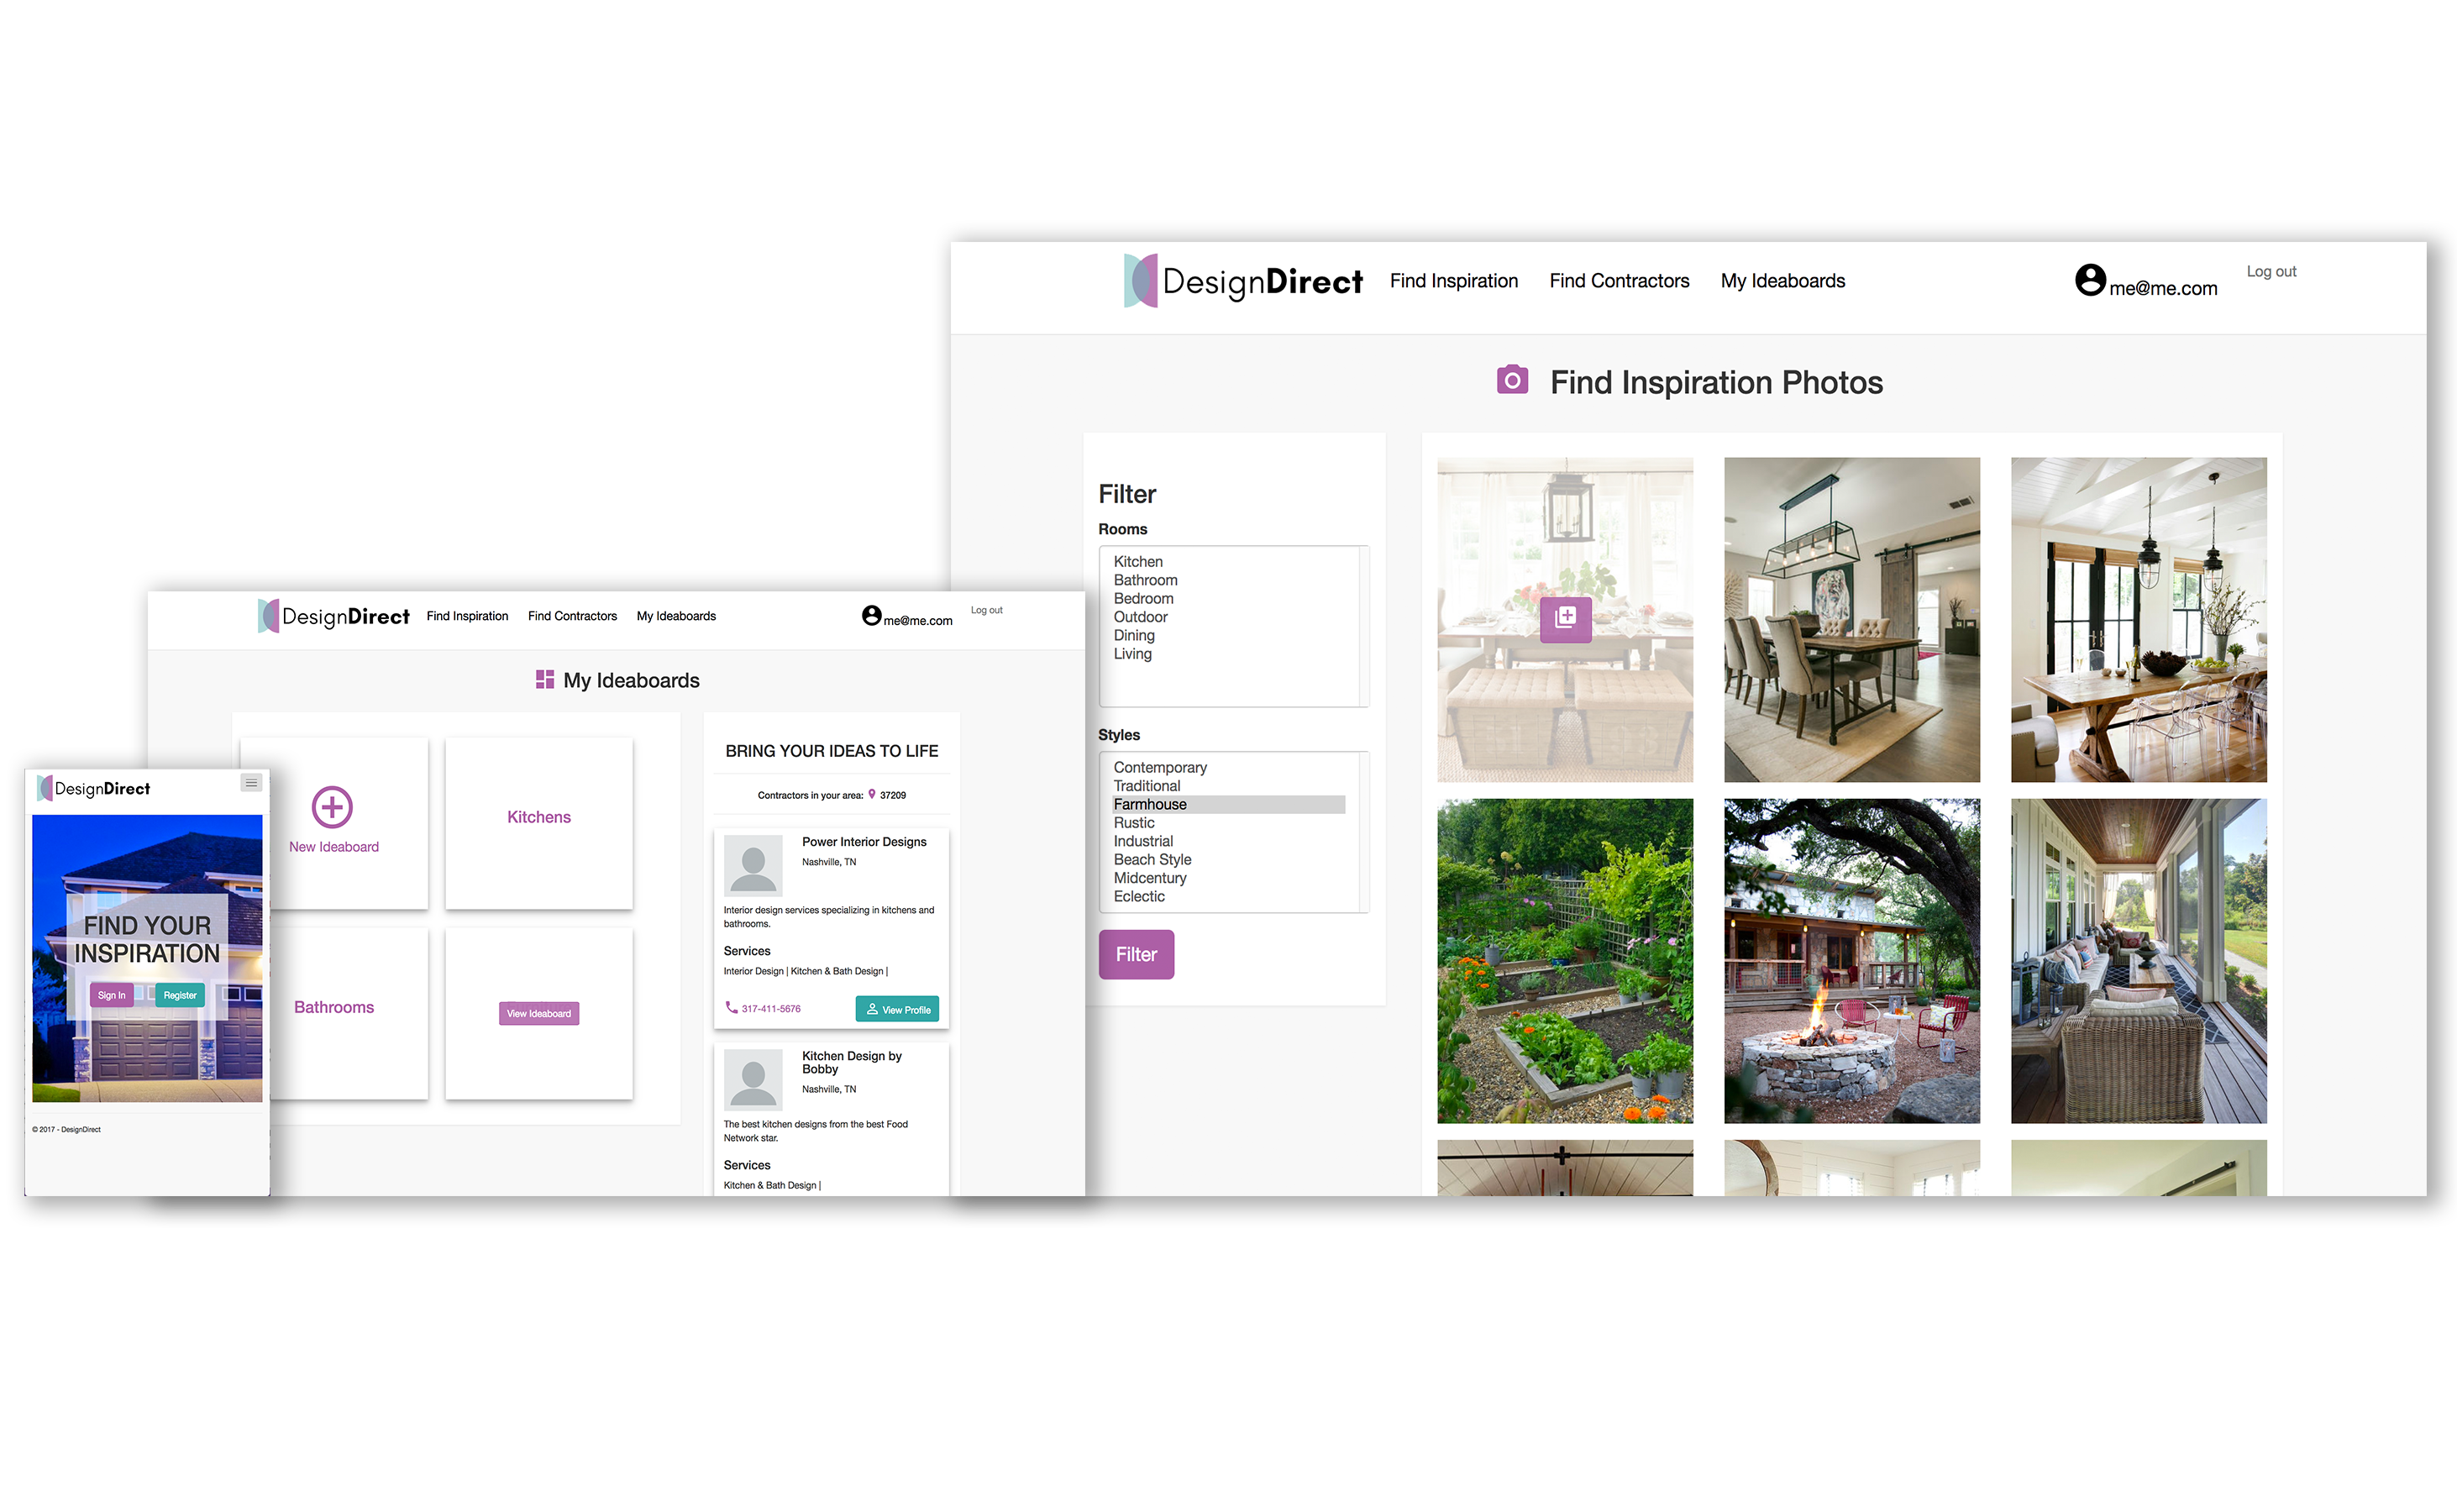 DesignDirect
FIND YOUR
INSPIRATION
Sign In
Register
© 2017 - DesignDirect
DesignDirect
Find Inspiration
Find Contractors
My Ideaboards
me@me.com
Log out
My Ideaboards
New Ideaboard
Kitchens
Bathrooms
View Ideaboard
BRING YOUR IDEAS TO LIFE
Contractors in your area: 37209
Power Interior Designs
Nashville, TN
Interior design services specializing in kitchens and
bathrooms.
Services
Interior Design | Kitchen & Bath Design |
317-411-5676
View Profile
Kitchen Design by
Bobby
Nashville, TN
The best kitchen designs from the best Food
Network star.
Services
Kitchen & Bath Design |
DesignDirect
Find Inspiration
Find Contractors
My Ideaboards
me@me.com
Log out
Find Inspiration Photos
Filter
Rooms
Kitchen
Bathroom
Bedroom
Outdoor
Dining
Living
Styles
Contemporary
Traditional
Farmhouse
Rustic
Industrial
Beach Style
Midcentury
Eclectic
Filter